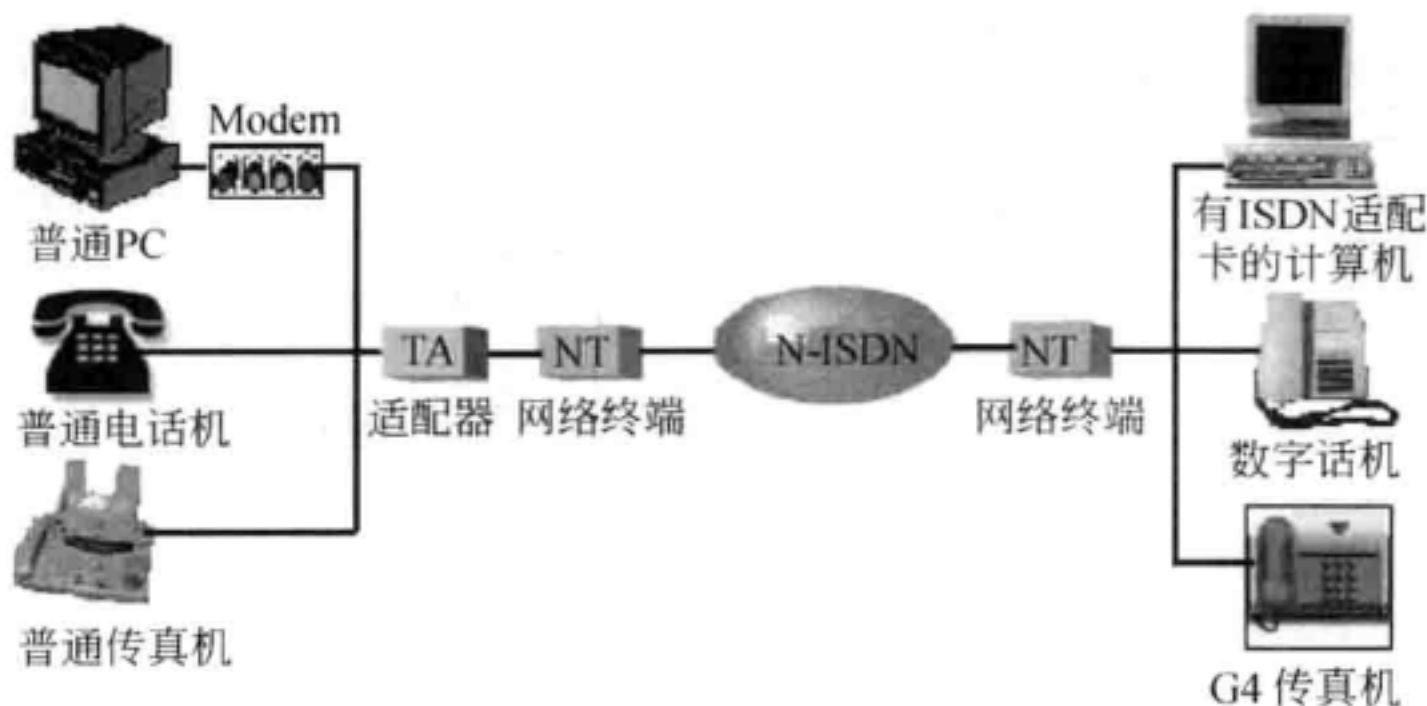 Modem
普通PC
普通电话机
普通传真机
TA
适配器
NT
网络终端
N-ISDN
NT
网络终端
有ISDN适配
卡的计算机
数字话机
G4 传真机